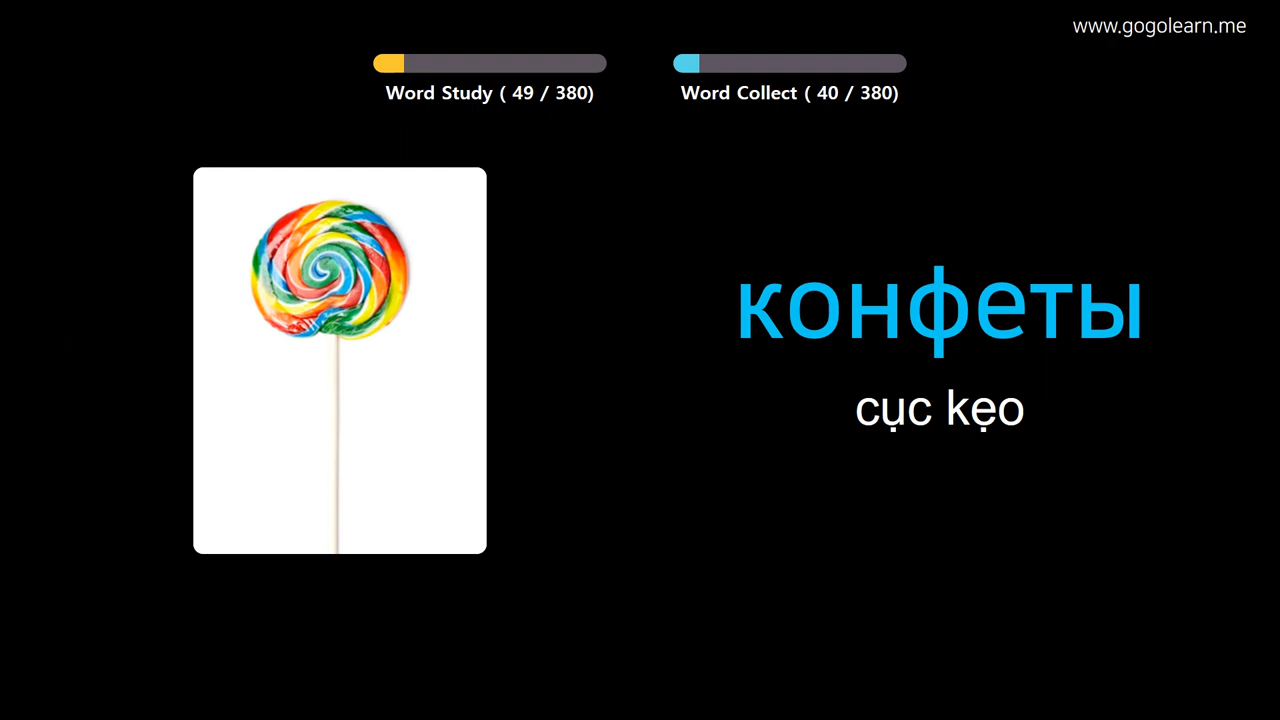 www.gogolearn.me
Word Study ( 49 / 380)
Word Collect ( 40 / 380)
конфеты
cục kẹo